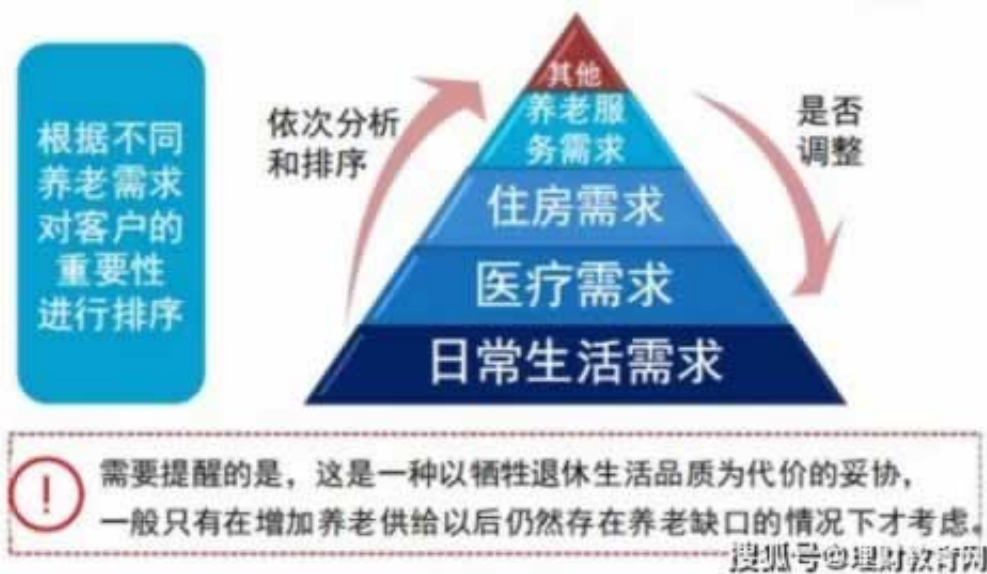 根据不同
养老需求
对客户的
重要性
进行排序
依次分析
和排序
其他
养老服
务需求
住房需求
医疗需求
日常生活需求
是否
调整
!
需要提醒的是，这是一种以牺牲退休生活品质为代价的妥协，
一般只有在增加养老供给以后仍然存在养老缺口的情况下才考虑。
搜狐号@理财教育网